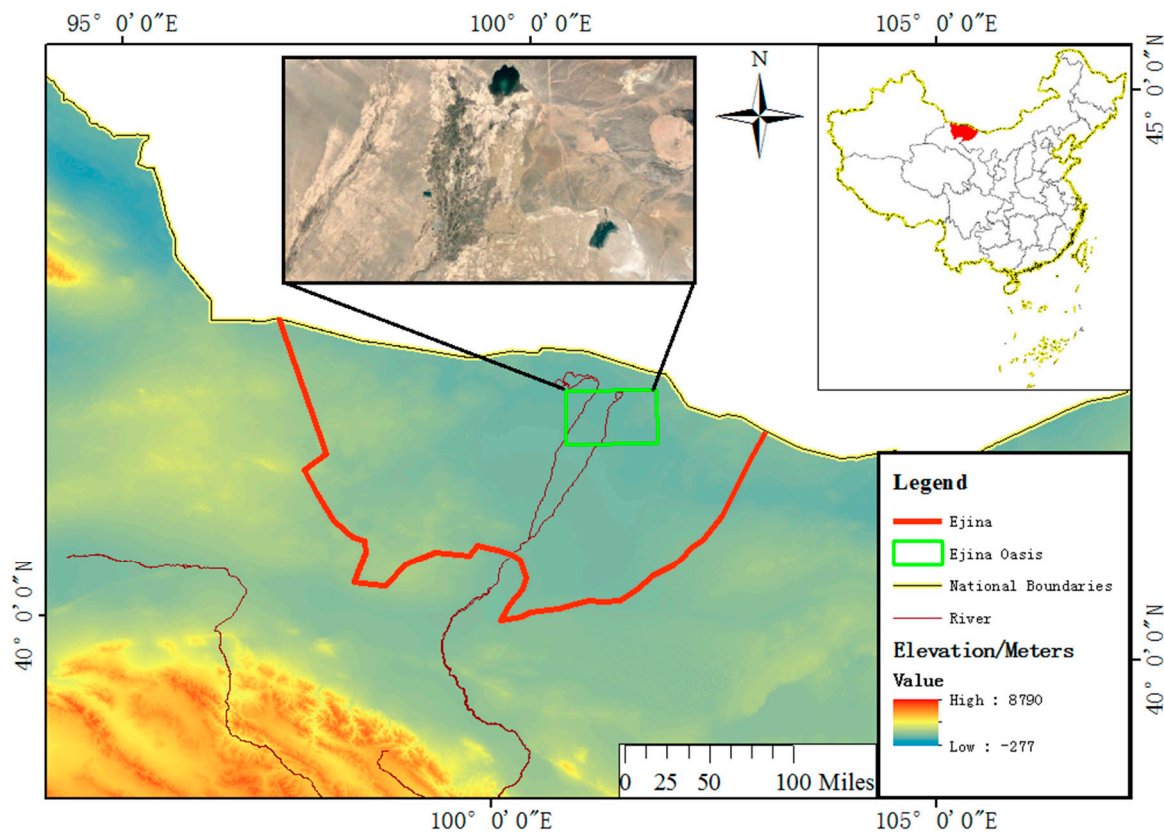 95° 0'0"E
100° 0'0"E
105° 0'0"E
N
45° 0'0"N
40° 0'0"N
40° 0'0"N
Legend
Ejina
Ejina Oasis
National Boundaries
River
Elevation/Meters
Value
High : 8790
Low : -277
0 25 50 100 Miles
100° 0'0"E
105° 0'0"E